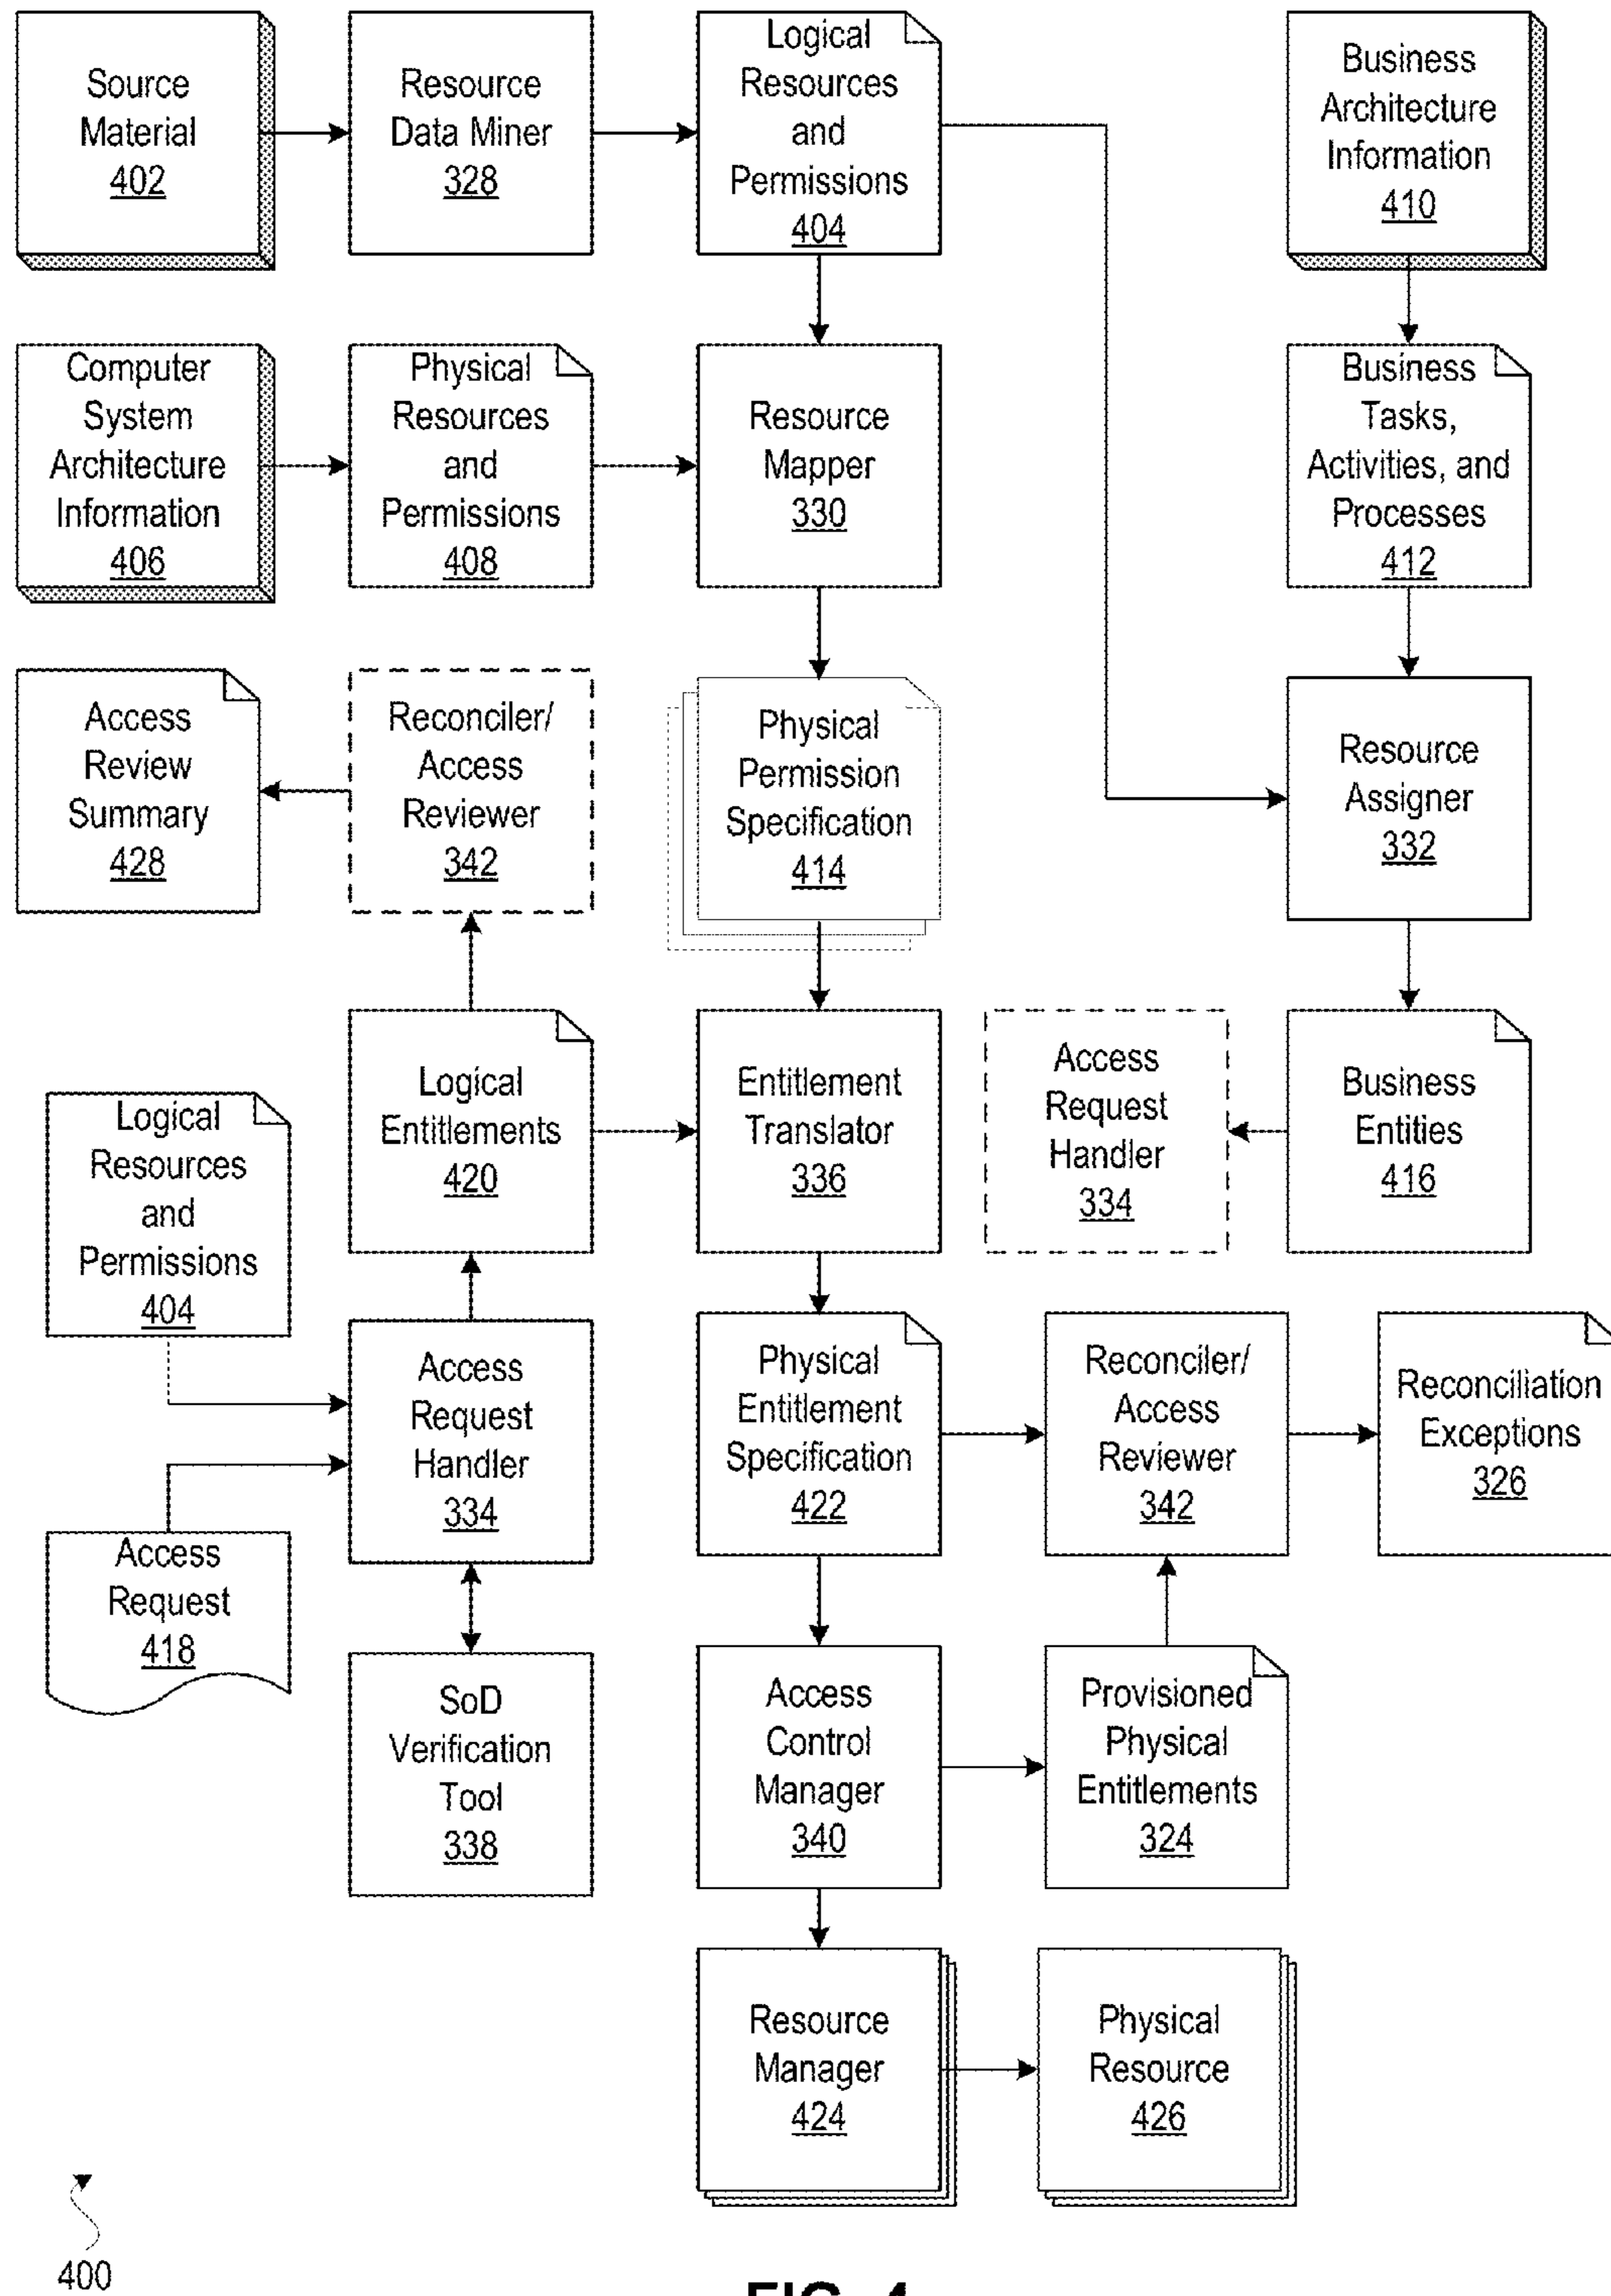 Source
Material
402
Resource
Data Miner
328
Logical
Resources
and
Permissions
404
Business
Architecture
Information
410
Computer
System
Architecture
Information
406
Physical
Resources
and
Permissions
408
Resource
Mapper
330
Business
Tasks,
Activities, and
Processes
412
Access
Review
Summary
428
Reconciler/
Access
Reviewer
342
Physical
Permission
Specification
414
Resource
Assigner
332
Logical
Resources
and
Permissions
404
Logical
Entitlements
420
Entitlement
Translator
336
Access
Request
Handler
334
Business
Entities
416
Access
Request
418
Access
Request
Handler
334
Physical
Entitlement
Specification
422
Reconciler/
Access
Reviewer
342
Reconciliation
Exceptions
326
SoD
Verification
Tool
338
Access
Control
Manager
340
Provisioned
Physical
Entitlements
324
Resource
Manager
424
Physical
Resource
426
400